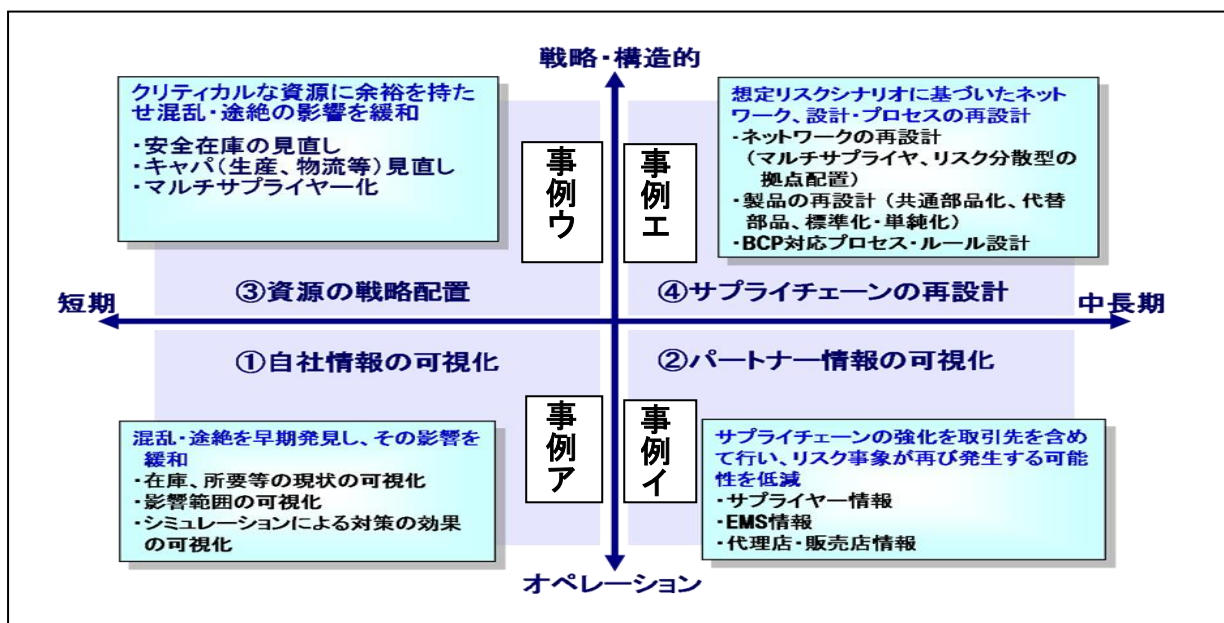 戦略・構造的
クリティカルな資源に余裕を持た
せ混乱・途絶の影響を緩和
・安全在庫の見直し
・キャパ(生産、物流等)見直し
・マルチサプライヤー化
事例ウ
事例エ
想定リスクシナリオに基づいたネット
ワーク、設計・プロセスの再設計
・ネットワークの再設計
(マルチサプライヤ、リスク分散型の
拠点配置)
・製品の再設計(共通部品化、代替
部品、標準化・単純化)
・BCP対応プロセス・ルール設計
③資源の戦略配置
④サプライチェーンの再設計
短期
中長期
①自社情報の可視化
②パートナー情報の可視化
混乱・途絶を早期発見し、その影響を
緩和
・在庫、所要等の現状の可視化
・影響範囲の可視化
・シミュレーションによる対策の効果
の可視化
事例ア
事例イ
サプライチェーンの強化を取引先を含め
て行い、リスク事象が再び発生する可能
性を低減
・サプライヤー情報
・EMS情報
・代理店・販売店情報
オペレーション